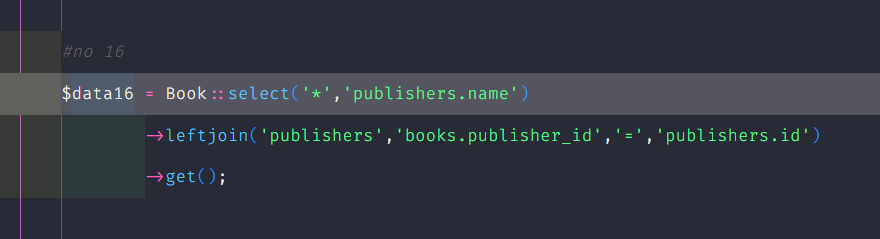 #no 16
$data16 = Book::select('*','publishers.name')
->leftjoin('publishers','books.publisher_id','=','publishers.id')
->get();